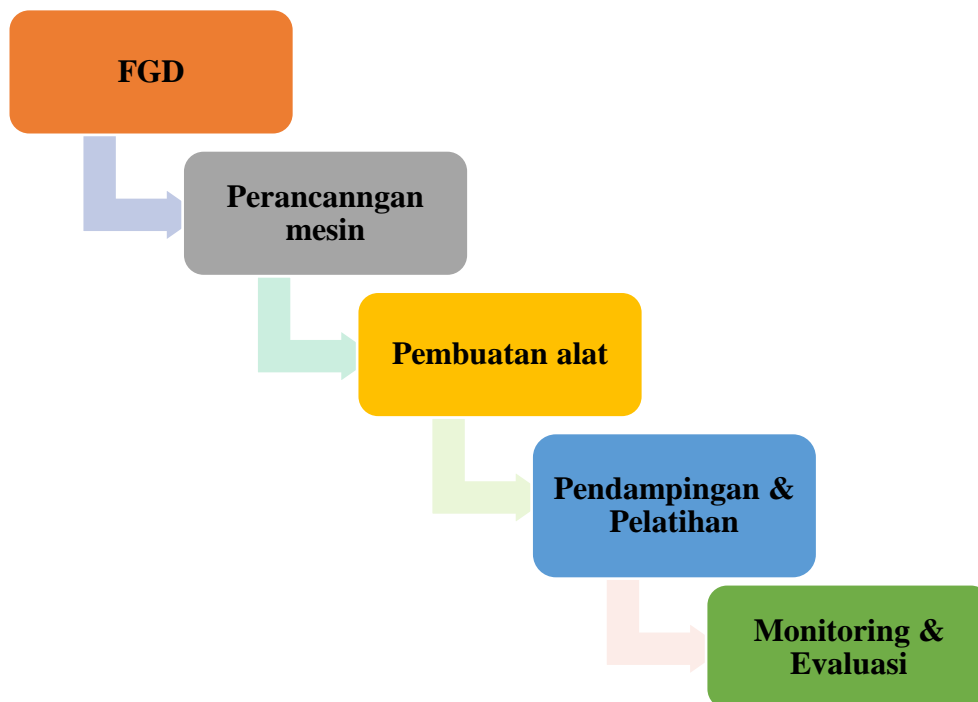 FGD
Perancanngan
mesin
Pembuatan alat
Pendampingan &
Pelatihan
Monitoring &
Evaluasi